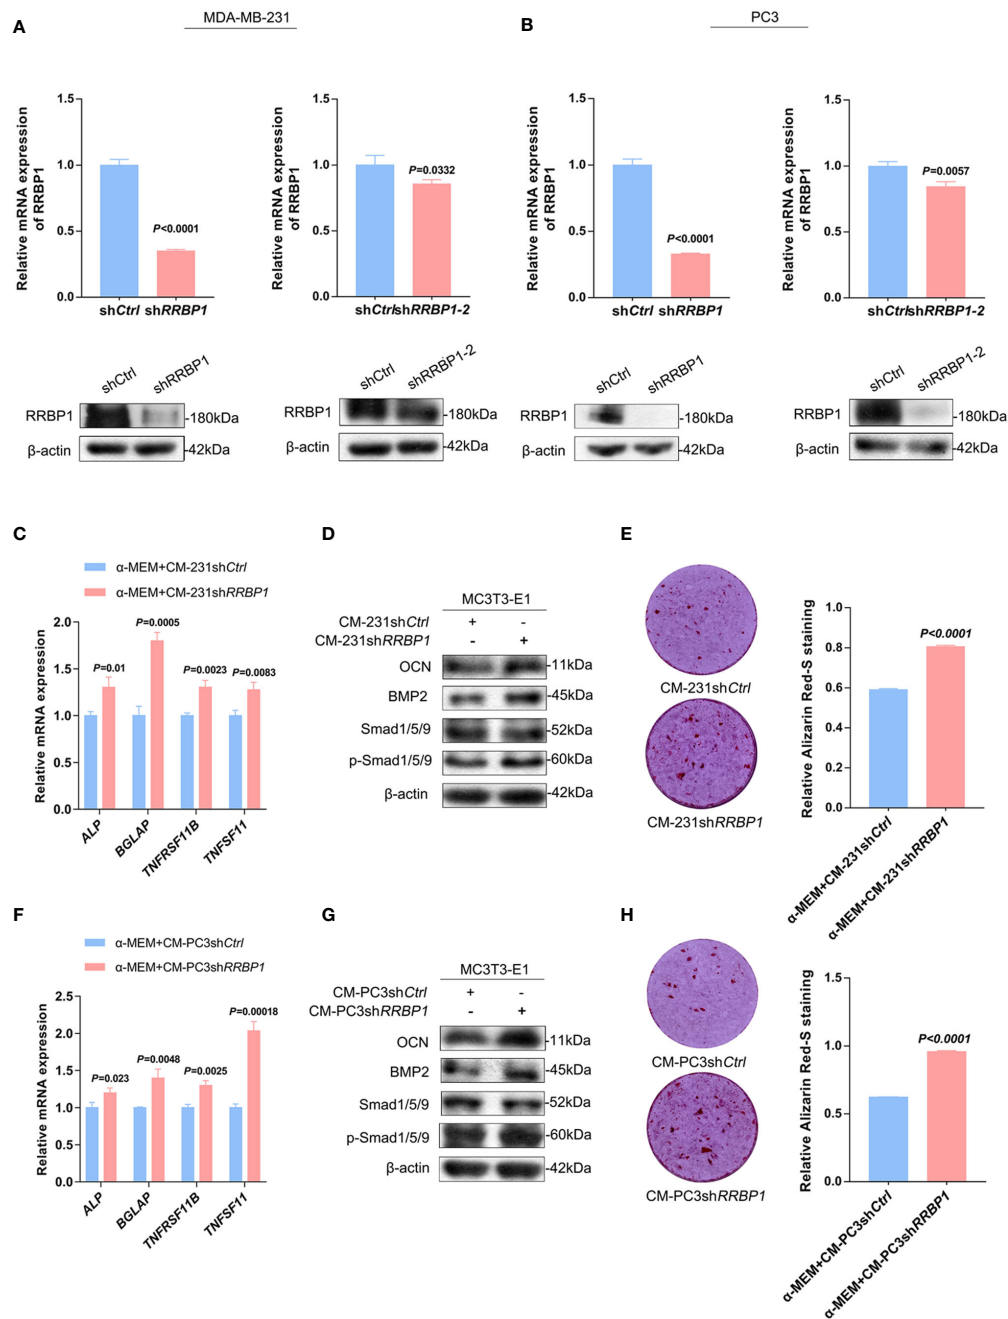 A
MDA-MB-231
B
PC3
Relative mRNA expression
of RRBP1
1.5
1.0
0.5
0.0
P<0.0001
shCtrl shRRBP1
Relative mRNA expression
of RRBP1
1.5
1.0
0.5
0.0
P=0.0332
shCtrlshRRBP1-2
Relative mRNA expression
of RRBP1
1.5
1.0
0.5
0.0
P<0.0001
shCtrl shRRBP1
Relative mRNA expression
of RRBP1
1.5
1.0
0.5
0.0
P=0.0057
shCtrlshRRBP1-2
shCtrl shRRBP1
RRBP1 -180kDa
β-actin -42kDa
shCtrl shRRBP1-2
RRBP1 -180kDa
β-actin -42kDa
shCtrl shRRBP1
RRBP1 -180kDa
β-actin -42kDa
shCtrl shRRBP1-2
RRBP1 -180kDa
β-actin -42kDa
C
α-MEM+CM-231shCtrl
α-MEM+CM-231shRRBP1
Relative mRNA expression
2.0
1.5
1.0
0.5
0.0
P=0.01
P=0.0005
P=0.0023
P=0.0083
ALP
BGLAP
TNFRSF11B
TNFSF11
D
MC3T3-E1
CM-231shCtrl + -
CM-231shRRBP1 - +
OCN -11kDa
BMP2 -45kDa
Smad1/5/9 -52kDa
p-Smad1/5/9 -60kDa
β-actin -42kDa
E
CM-231shCtrl
CM-231shRRBP1
Relative Alizarin Red-S staining
1.0
0.8
0.6
0.4
0.2
0.0
P<0.0001
α-MEM+CM-231shCtrl
α-MEM+CM-231shRRBP1
F
α-MEM+CM-PC3shCtrl
α-MEM+CM-PC3shRRBP1
Relative mRNA expression
2.5
2.0
1.5
1.0
0.5
0.0
P=0.023
P=0.0048
P=0.0025
P=0.00018
ALP
BGLAP
TNFRSF11B
TNFSF11
G
MC3T3-E1
CM-PC3shCtrl + -
CM-PC3shRRBP1 - +
OCN -11kDa
BMP2 -45kDa
Smad1/5/9 -52kDa
p-Smad1/5/9 -60kDa
β-actin -42kDa
H
CM-PC3shCtrl
CM-PC3shRRBP1
Relative Alizarin Red-S staining
1.5
1.0
0.5
0.0
P<0.0001
α-MEM+CM-PC3shCtrl
α-MEM+CM-PC3shRRBP1